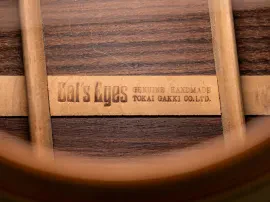 Cat's Eyes
GENUINE HANDMADE
TOKAI GAKKI CO.LTD.